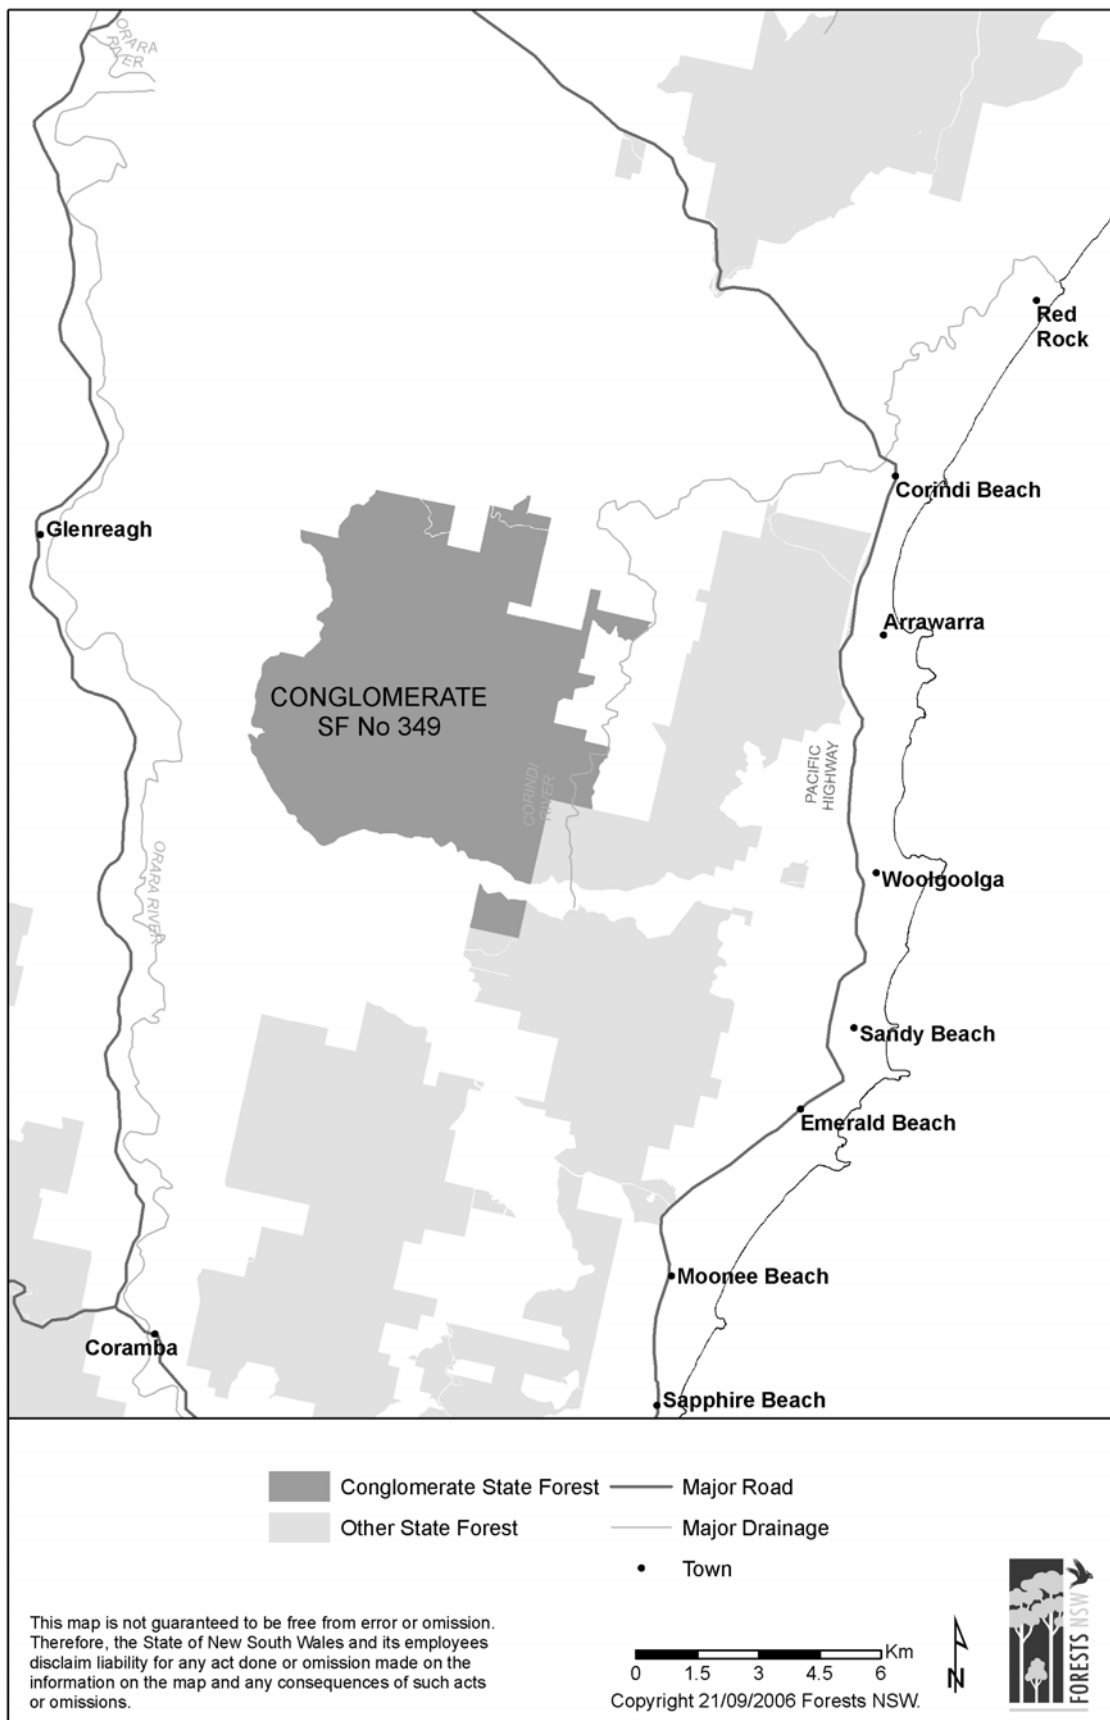 ORARA
RIVER
Red
Rock
Corindi Beach
Glenreagh
Arrawarra
CONGLOMERATE
SF No 349
PACIFIC
HIGHWAY
CORINDI
RIVER
ORARA RIVER
Woolgoolga
Sandy Beach
Emerald Beach
Moonee Beach
Coramba
Sapphire Beach
Conglomerate State Forest
Major Road
Other State Forest
Major Drainage
Town
This map is not guaranteed to be free from error or omission.
Therefore, the State of New South Wales and its employees
disclaim liability for any act done or omission made on the
information on the map and any consequences of such acts
or omissions.
Km
0 1.5 3 4.5 6
Copyright 21/09/2006 Forests NSW.
N
FORESTS NSW